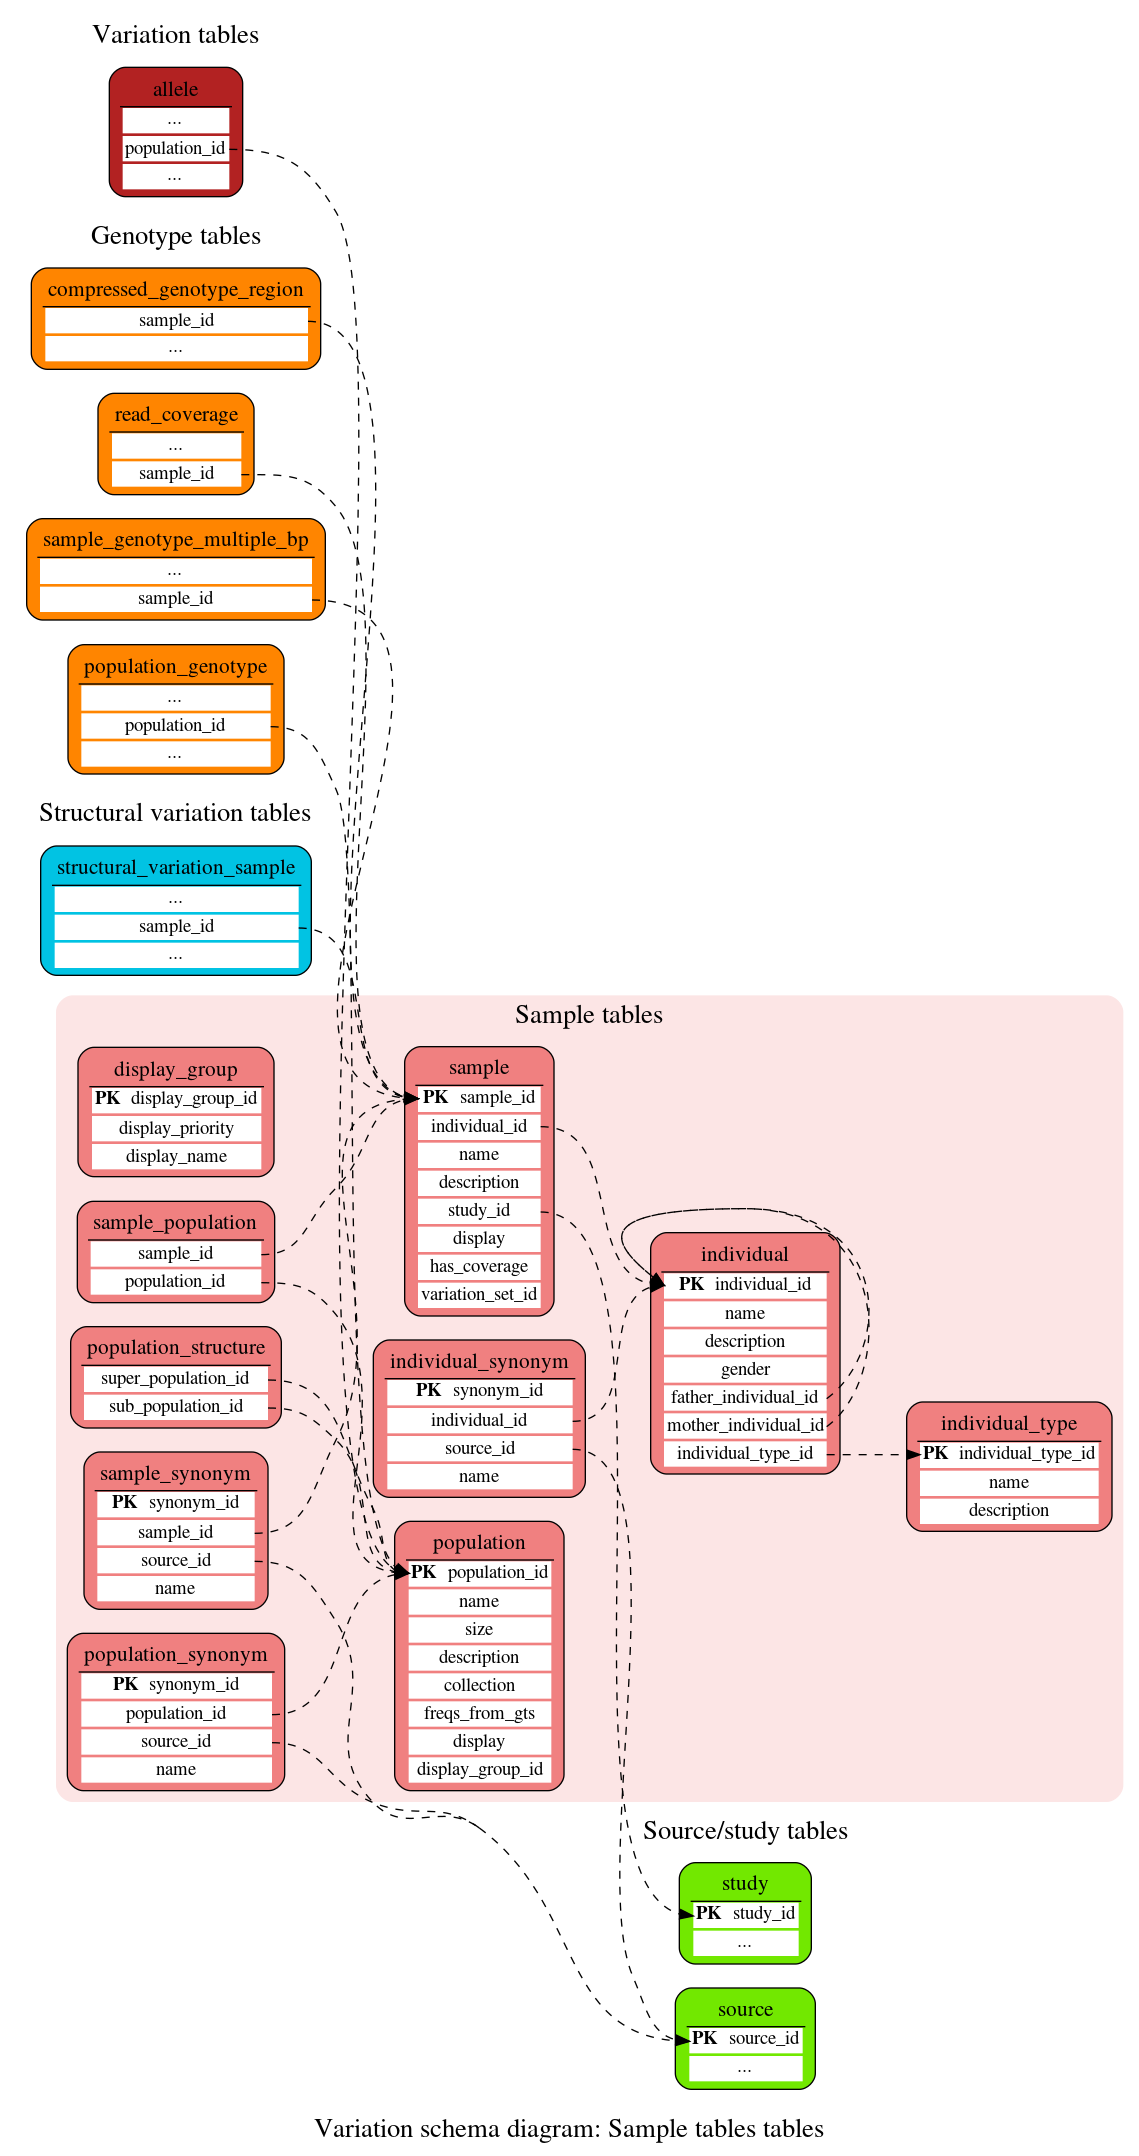 Variation tables
allele
...
population_id
...
Genotype tables
compressed_genotype_region
sample_id
...
read_coverage
...
sample_id
sample_genotype_multiple_bp
...
sample_id
population_genotype
...
population_id
...
Structural variation tables
structural_variation_sample
...
sample_id
...
Sample tables
display_group
PK display_group_id
display_priority
display_name
sample_population
sample_id
population_id
population_structure
super_population_id
sub_population_id
sample_synonym
PK synonym_id
sample_id
source_id
name
population_synonym
PK synonym_id
population_id
source_id
name
sample
PK sample_id
individual_id
name
description
study_id
display
has_coverage
variation_set_id
individual_synonym
PK synonym_id
individual_id
source_id
name
population
PK population_id
name
size
description
collection
freqs_from_gts
display
display_group_id
individual
PK individual_id
name
description
gender
father_individual_id
mother_individual_id
individual_type_id
individual_type
PK individual_type_id
name
description
Source/study tables
study
PK study_id
...
source
PK source_id
...
Variation schema diagram: Sample tables tables